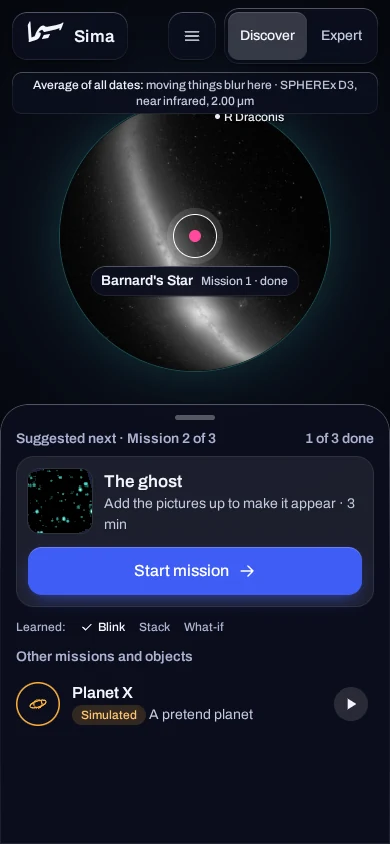 Sima
Discover
Expert
Average of all dates: moving things blur here · SPHEREx D3,
near infrared, 2.00 µm
R Draconis
Barnard's Star Mission 1 · done
Suggested next · Mission 2 of 3
1 of 3 done
The ghost
Add the pictures up to make it appear · 3
min
Start mission →
Learned: ✓ Blink Stack What-if
Other missions and objects
Planet X
Simulated A pretend planet